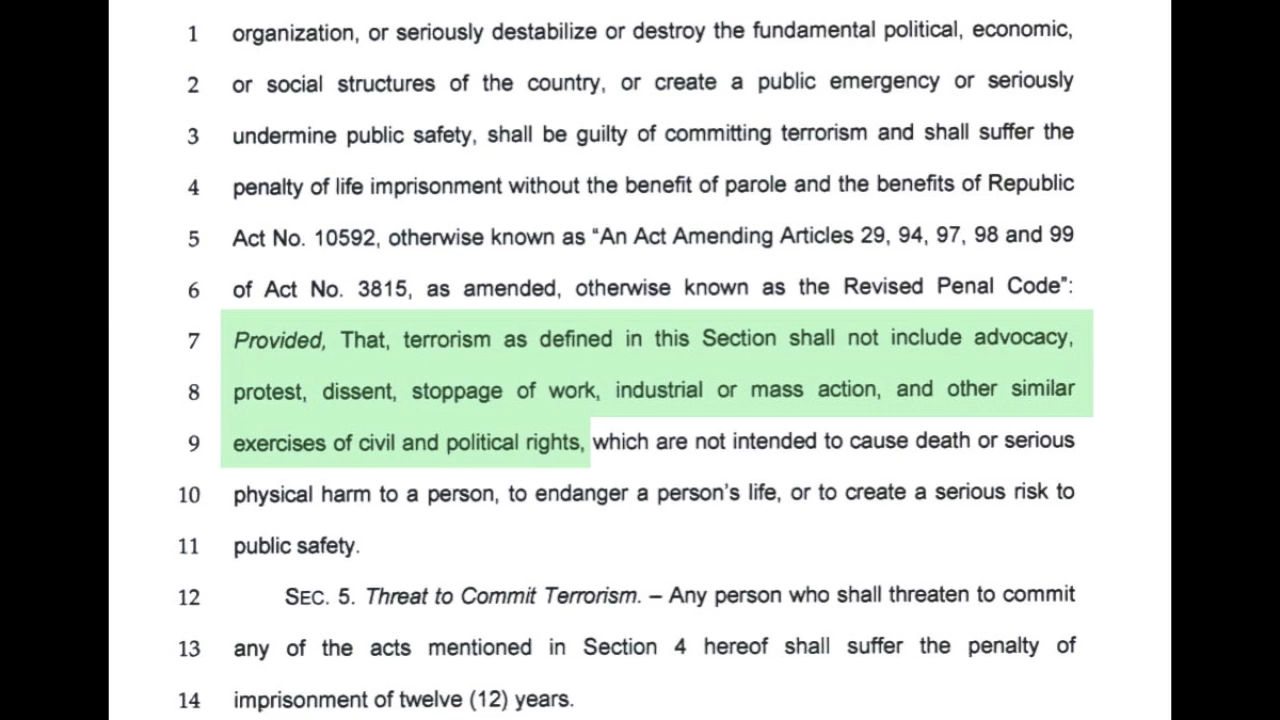 1 organization, or seriously destabilize or destroy the fundamental political, economic,
2 or social structures of the country, or create a public emergency or seriously
3 undermine public safety, shall be guilty of committing terrorism and shall suffer the
4 penalty of life imprisonment without the benefit of parole and the benefits of Republic
5 Act No. 10592, otherwise known as “An Act Amending Articles 29, 94, 97, 98 and 99
6 of Act No. 3815, as amended, otherwise known as the Revised Penal Code”:
7 Provided, That, terrorism as defined in this Section shall not include advocacy,
8 protest, dissent, stoppage of work, industrial or mass action, and other similar
9 exercises of civil and political rights, which are not intended to cause death or serious
10 physical harm to a person, to endanger a person’s life, or to create a serious risk to
11 public safety.
12 SEC. 5. Threat to Commit Terrorism. – Any person who shall threaten to commit
13 any of the acts mentioned in Section 4 hereof shall suffer the penalty of
14 imprisonment of twelve (12) years.